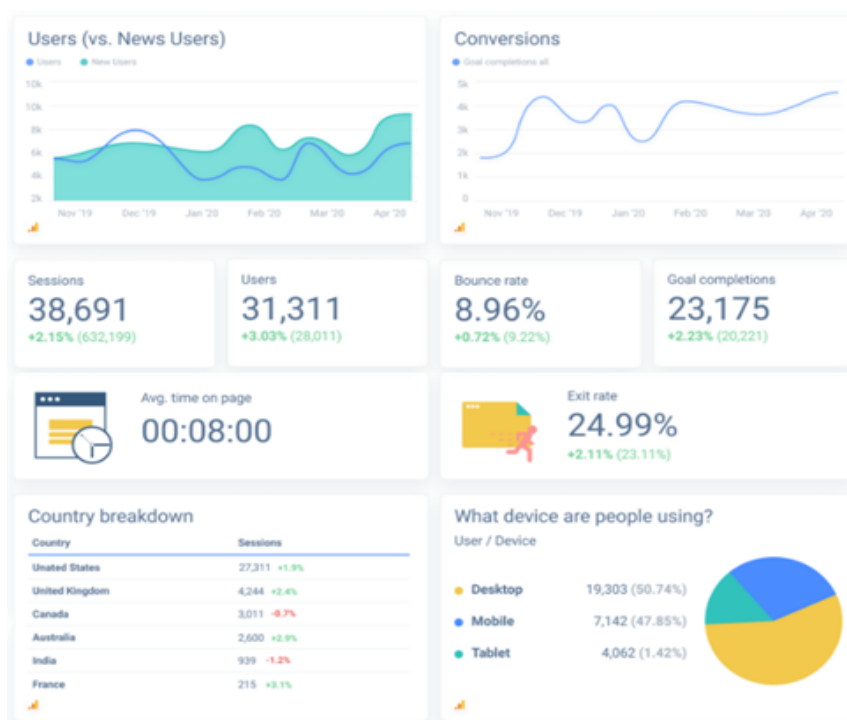 Users (vs. News Users)
Users New Users
10k
10k
8k
6k
4k
2k
Nov '19 Dec '19 Jan '20 Feb '20 Mar '20 Apr '20
Conversions
Goal completions all
5k
4k
3k
2k
1k
0
Nov '19 Dec '19 Jan '20 Feb '20 Mar '20 Apr '20
Sessions
38,691
+2.15% (632,199)
Users
31,311
+3.03% (28,011)
Bounce rate
8.96%
+0.72% (9.22%)
Goal completions
23,175
+2.23% (20,221)
Avg. time on page
00:08:00
Exit rate
24.99%
+2.11% (23.11%)
Country breakdown
Country Sessions
Unated States 27,311 +1.9%
United Kingdom 4,244 +2.4%
Canada 3,011 -0.7%
Australia 2,600 +2.9%
India 939 -1.2%
France 215 +3.1%
What device are people using?
User / Device
Desktop 19,303 (50.74%)
Mobile 7,142 (47.85%)
Tablet 4,062 (1.42%)